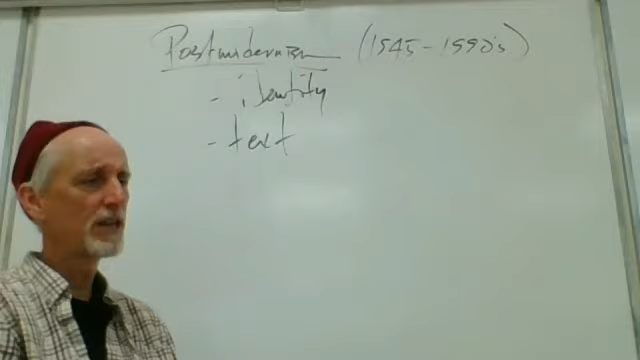 Postmodernism (1945 - 1990's)
- identity
- text